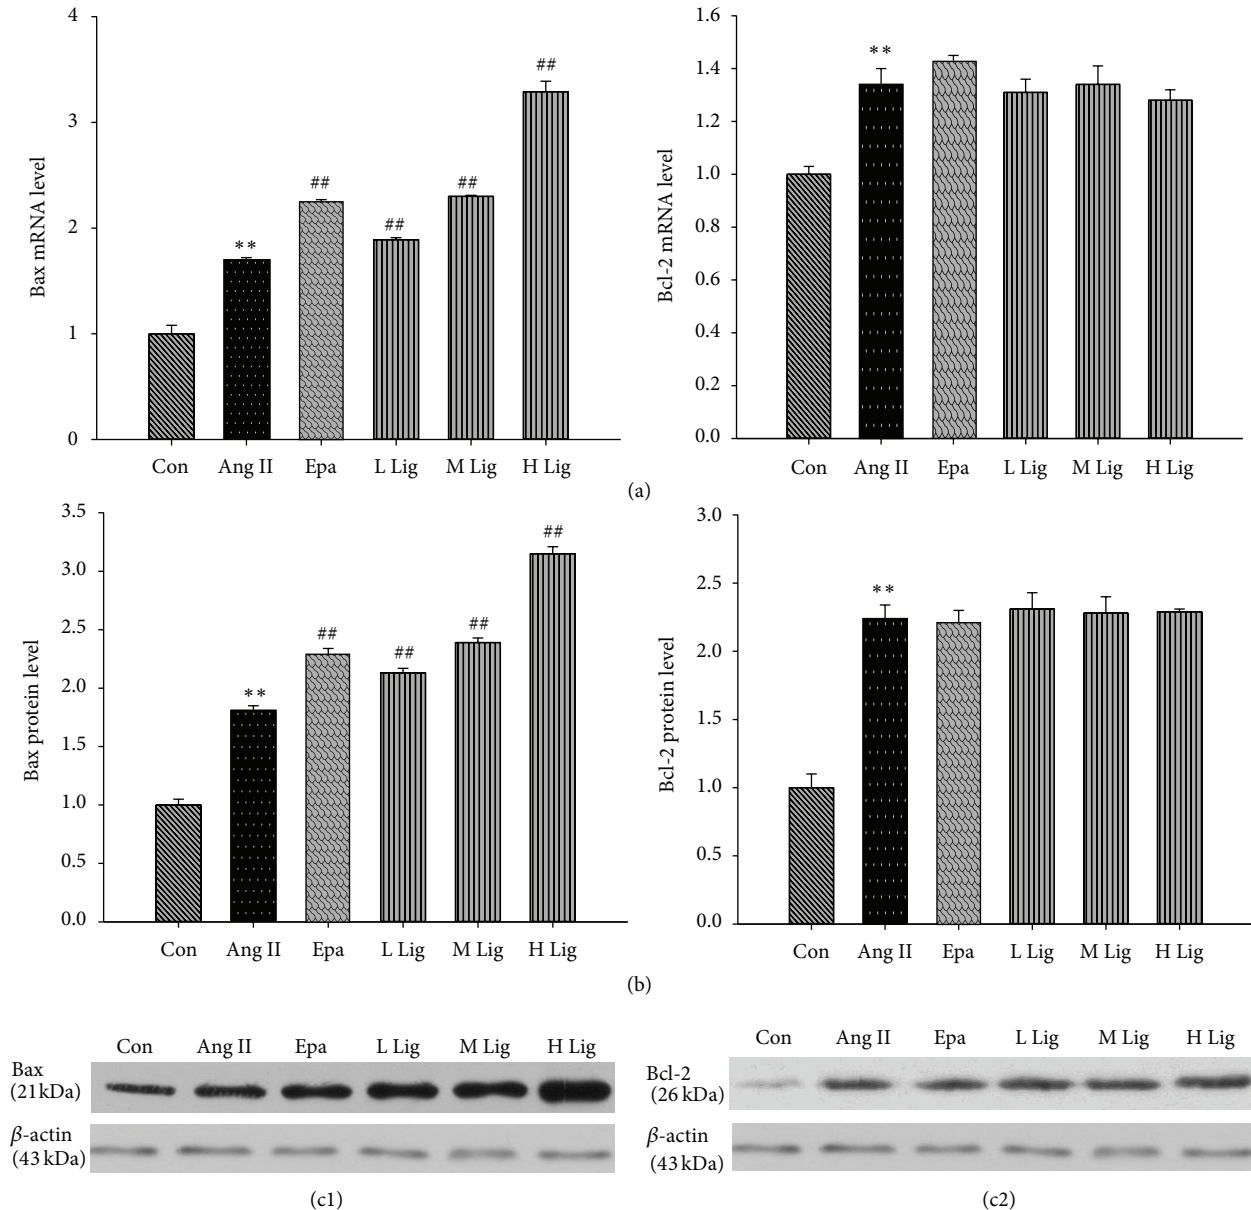 4
3
2
1
0
Bax mRNA level
**
##
##
##
##
Con Ang II Epa L Lig M Lig H Lig
1.6
1.4
1.2
1.0
0.8
0.6
0.4
0.2
0.0
Bcl-2 mRNA level
**
Con Ang II Epa L Lig M Lig H Lig
(a)
3.5
3.0
2.5
2.0
1.5
1.0
0.5
0.0
Bax protein level
**
##
##
##
##
Con Ang II Epa L Lig M Lig H Lig
3.0
2.5
2.0
1.5
1.0
0.5
0.0
Bcl-2 protein level
**
Con Ang II Epa L Lig M Lig H Lig
(b)
Con Ang II Epa L Lig M Lig H Lig
Bax
(21kDa)
β-actin
(43 kDa)
(c1)
Con Ang II Epa L Lig M Lig H Lig
Bcl-2
(26 kDa)
β-actin
(43 kDa)
(c2)